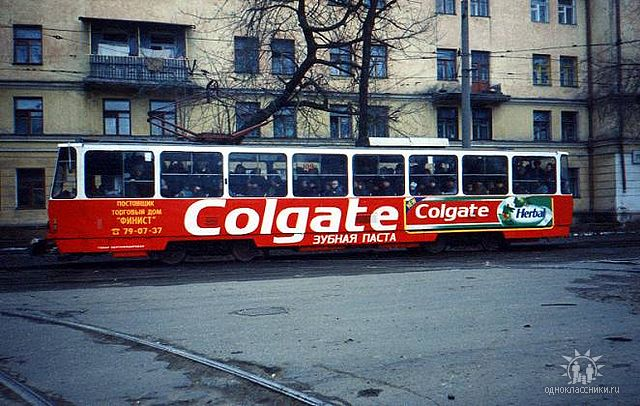 ПОСТАВЩИК
ТОРГОВЫЙ ДОМ
"ФИНИСТ"
☎ 79-07-37
Colgate
ЗУБНАЯ ПАСТА
Colgate
Herbal
одноклассники.ru